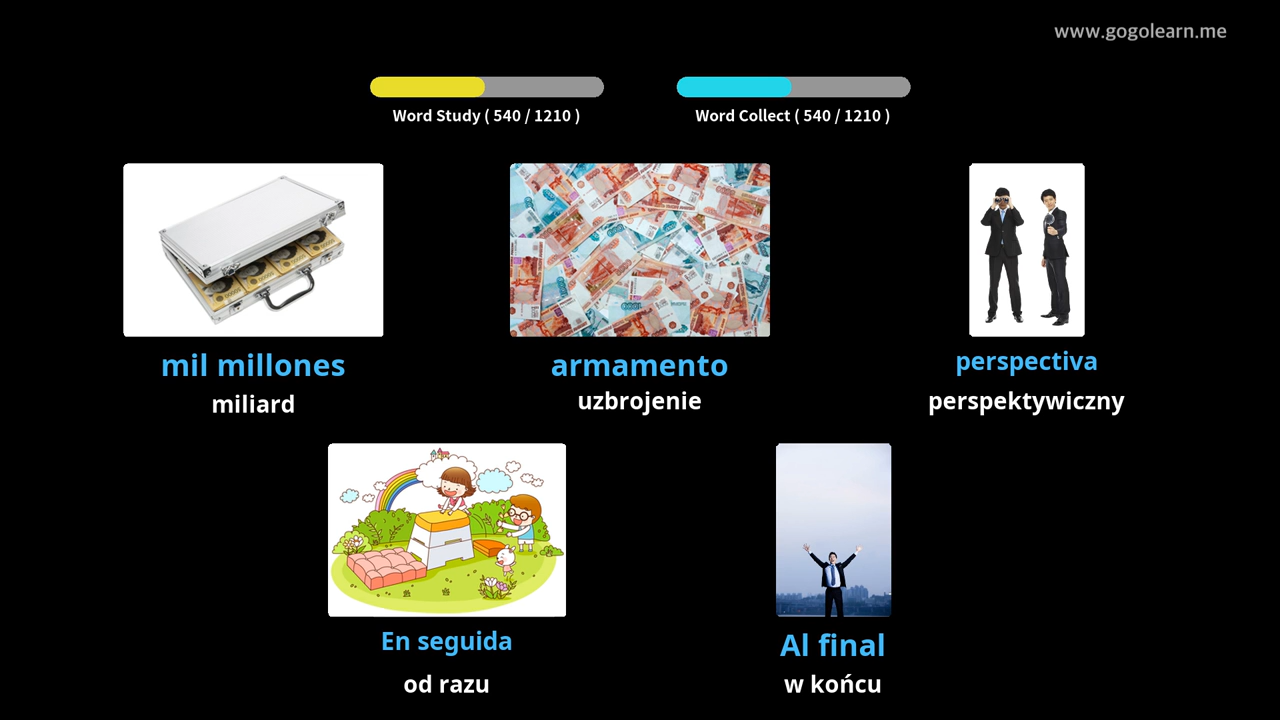 www.gogolearn.me
Word Study ( 540 / 1210 )
Word Collect ( 540 / 1210 )
mil millones
miliard
armamento
uzbrojenie
perspectiva
perspektywiczny
En seguida
od razu
Al final
w końcu